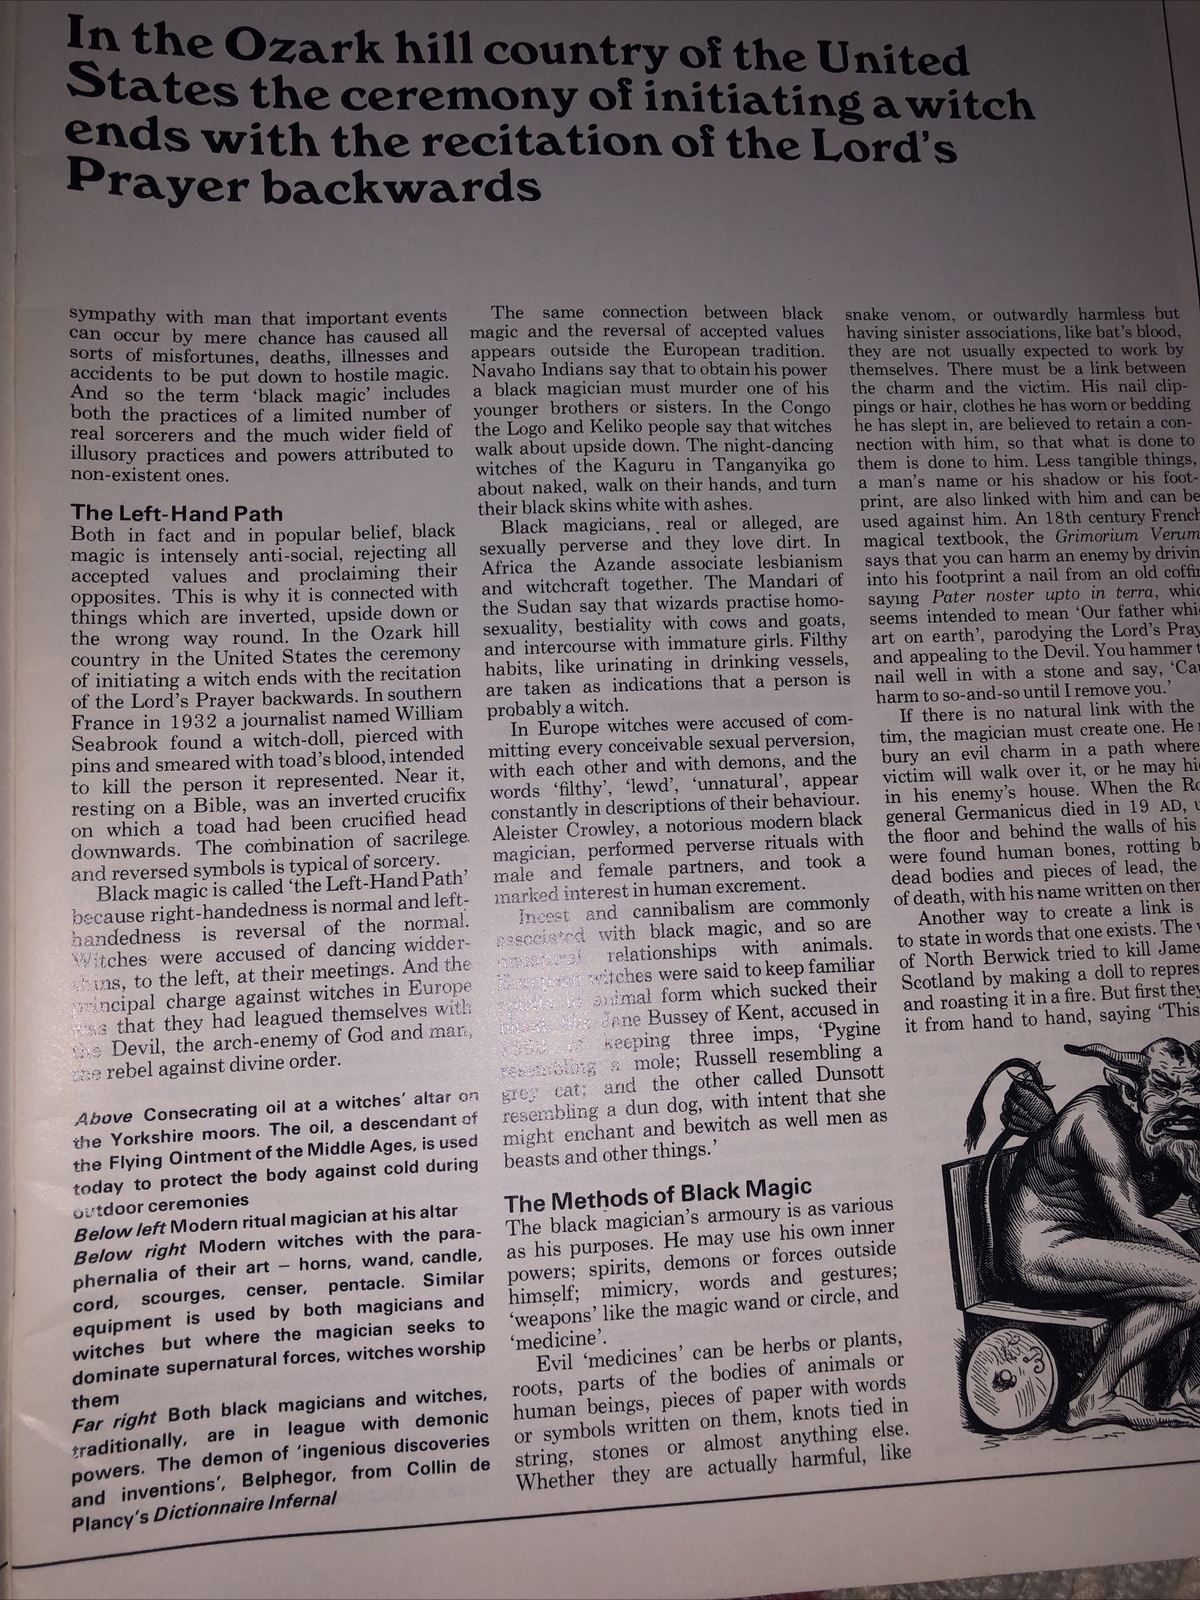 In the Ozark hill country of the United
States the ceremony of initiating a witch
ends with the recitation of the Lord's
Prayer backwards
sympathy with man that important events
can occur by mere chance has caused all
sorts of misfortunes, deaths, illnesses and
accidents to be put down to hostile magic.
And so the term 'black magic' includes
both the practices of a limited number of
real sorcerers and the much wider field of
illusory practices and powers attributed to
non-existent ones.
The Left-Hand Path
Both in fact and in popular belief, black
magic is intensely anti-social, rejecting all
accepted values and proclaiming their
opposites. This is why it is connected with
things which are inverted, upside down or
the wrong way round. In the Ozark hill
country in the United States the ceremony
of initiating a witch ends with the recitation
of the Lord's Prayer backwards. In southern
France in 1932 a journalist named William
Seabrook found a witch-doll, pierced with
pins and smeared with toad's blood, intended
to kill the person it represented. Near it,
resting on a Bible, was an inverted crucifix
on which a toad had been crucified head
downwards. The combination of sacrilege
and reversed symbols is typical of sorcery.
Black magic is called 'the Left-Hand Path'
because right-handedness is normal and left-
handedness is reversal of the normal.
Witches were accused of dancing widder-
shins, to the left, at their meetings. And the
principal charge against witches in Europe
was that they had leagued themselves with
the Devil, the arch-enemy of God and man,
the rebel against divine order.
Above Consecrating oil at a witches' altar on
the Yorkshire moors. The oil, a descendant of
the Flying Ointment of the Middle Ages, is used
today to protect the body against cold during
outdoor ceremonies
Below left Modern ritual magician at his altar
Below right Modern witches with the para-
phernalia of their art – horns, wand, candle,
cord, scourges, censer, pentacle. Similar
equipment is used by both magicians and
witches but where the magician seeks to
dominate supernatural forces, witches worship
them
Far right Both black magicians and witches,
traditionally, are in league with demonic
powers. The demon of 'ingenious discoveries
and inventions', Belphegor, from Collin de
Plancy's Dictionnaire Infernal
The same connection between black
magic and the reversal of accepted values
appears outside the European tradition.
Navaho Indians say that to obtain his power
a black magician must murder one of his
younger brothers or sisters. In the Congo
the Logo and Keliko people say that witches
walk about upside down. The night-dancing
witches of the Kaguru in Tanganyika go
about naked, walk on their hands, and turn
their black skins white with ashes.
Black magicians, real or alleged, are
sexually perverse and they love dirt. In
Africa the Azande associate lesbianism
and witchcraft together. The Mandari of
the Sudan say that wizards practise homo-
sexuality, bestiality with cows and goats,
and intercourse with immature girls. Filthy
habits, like urinating in drinking vessels,
are taken as indications that a person is
probably a witch.
In Europe witches were accused of com-
mitting every conceivable sexual perversion,
with each other and with demons, and the
words 'filthy', 'lewd', 'unnatural', appear
constantly in descriptions of their behaviour.
Aleister Crowley, a notorious modern black
magician, performed perverse rituals with
male and female partners, and took a
marked interest in human excrement.
Incest and cannibalism are commonly
associated with black magic, and so are
relationships with animals.
witches were said to keep familiar
animal form which sucked their
Jane Bussey of Kent, accused in
keeping three imps, 'Pygine
resembling a mole; Russell resembling a
grey cat; and the other called Dunsott
resembling a dun dog, with intent that she
might enchant and bewitch as well men as
beasts and other things.'
The Methods of Black Magic
The black magician's armoury is as various
as his purposes. He may use his own inner
powers; spirits, demons or forces outside
himself; mimicry, words and gestures;
'weapons' like the magic wand or circle, and
'medicine'.
Evil 'medicines' can be herbs or plants,
roots, parts of the bodies of animals or
human beings, pieces of paper with words
or symbols written on them, knots tied in
string, stones or almost anything else.
Whether they are actually harmful, like
snake venom, or outwardly harmless but
having sinister associations, like bat's blood,
they are not usually expected to work by
themselves. There must be a link between
the charm and the victim. His nail clip-
pings or hair, clothes he has worn or bedding
he has slept in, are believed to retain a con-
nection with him, so that what is done to
them is done to him. Less tangible things,
a man's name or his shadow or his foot-
print, are also linked with him and can be
used against him. An 18th century French
magical textbook, the Grimorium Verum
says that you can harm an enemy by drivin
into his footprint a nail from an old coffin
saying Pater noster upto in terra, whic
seems intended to mean 'Our father whi
art on earth', parodying the Lord's Pray
and appealing to the Devil. You hammer t
nail well in with a stone and say, 'Cau
harm to so-and-so until I remove you.'
If there is no natural link with the
tim, the magician must create one. He
bury an evil charm in a path where
victim will walk over it, or he may hi
in his enemy's house. When the Ro
general Germanicus died in 19 AD, u
the floor and behind the walls of his
were found human bones, rotting b
dead bodies and pieces of lead, the
of death, with his name written on them
Another way to create a link is
to state in words that one exists. The w
of North Berwick tried to kill Jame
Scotland by making a doll to repres
and roasting it in a fire. But first they
it from hand to hand, saying 'This